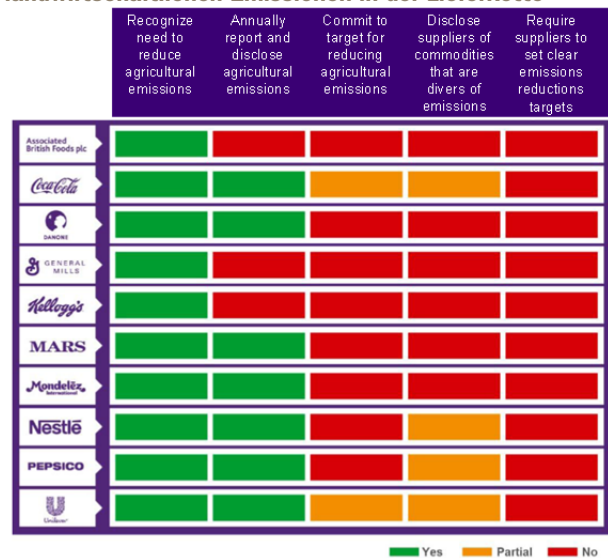 Recognize need to reduce agricultural emissions
Annually report and disclose agricultural emissions
Commit to target for reducing agricultural emissions
Disclose suppliers of commodities that are divers of emissions
Require suppliers to set clear emissions reductions targets
Associated
British Foods plc
Coca-Cola
DANONE
GENERAL
MILLS
Kellogg's
MARS
Mondelēz
International
Nestlé
PEPSICO
Unilever
Yes
Partial
No